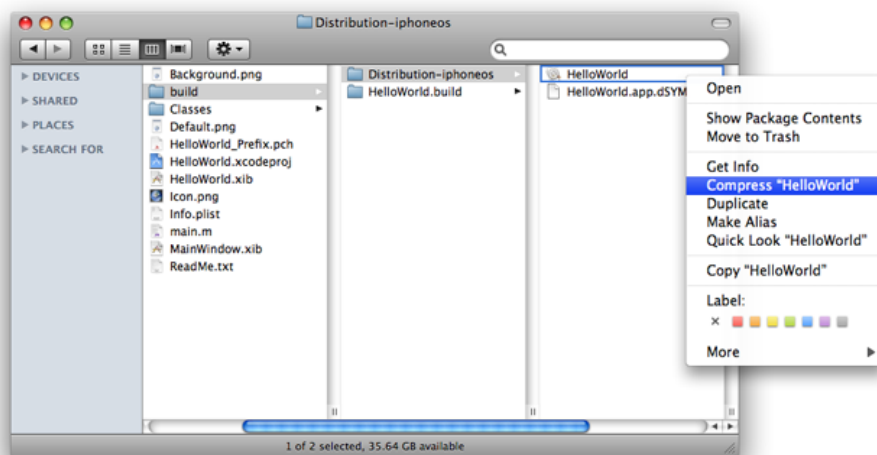 Distribution-iphoneos
DEVICES
SHARED
PLACES
SEARCH FOR
Background.png
build
Classes
Default.png
HelloWorld_Prefix.pch
HelloWorld.xcodeproj
HelloWorld.xib
Icon.png
Info.plist
main.m
MainWindow.xib
ReadMe.txt
Distribution-iphoneos
HelloWorld.build
HelloWorld
HelloWorld.app.dSYM
Open
Show Package Contents
Move to Trash
Get Info
Compress "HelloWorld"
Duplicate
Make Alias
Quick Look "HelloWorld"
Copy "HelloWorld"
Label:
More
1 of 2 selected, 35.64 GB available